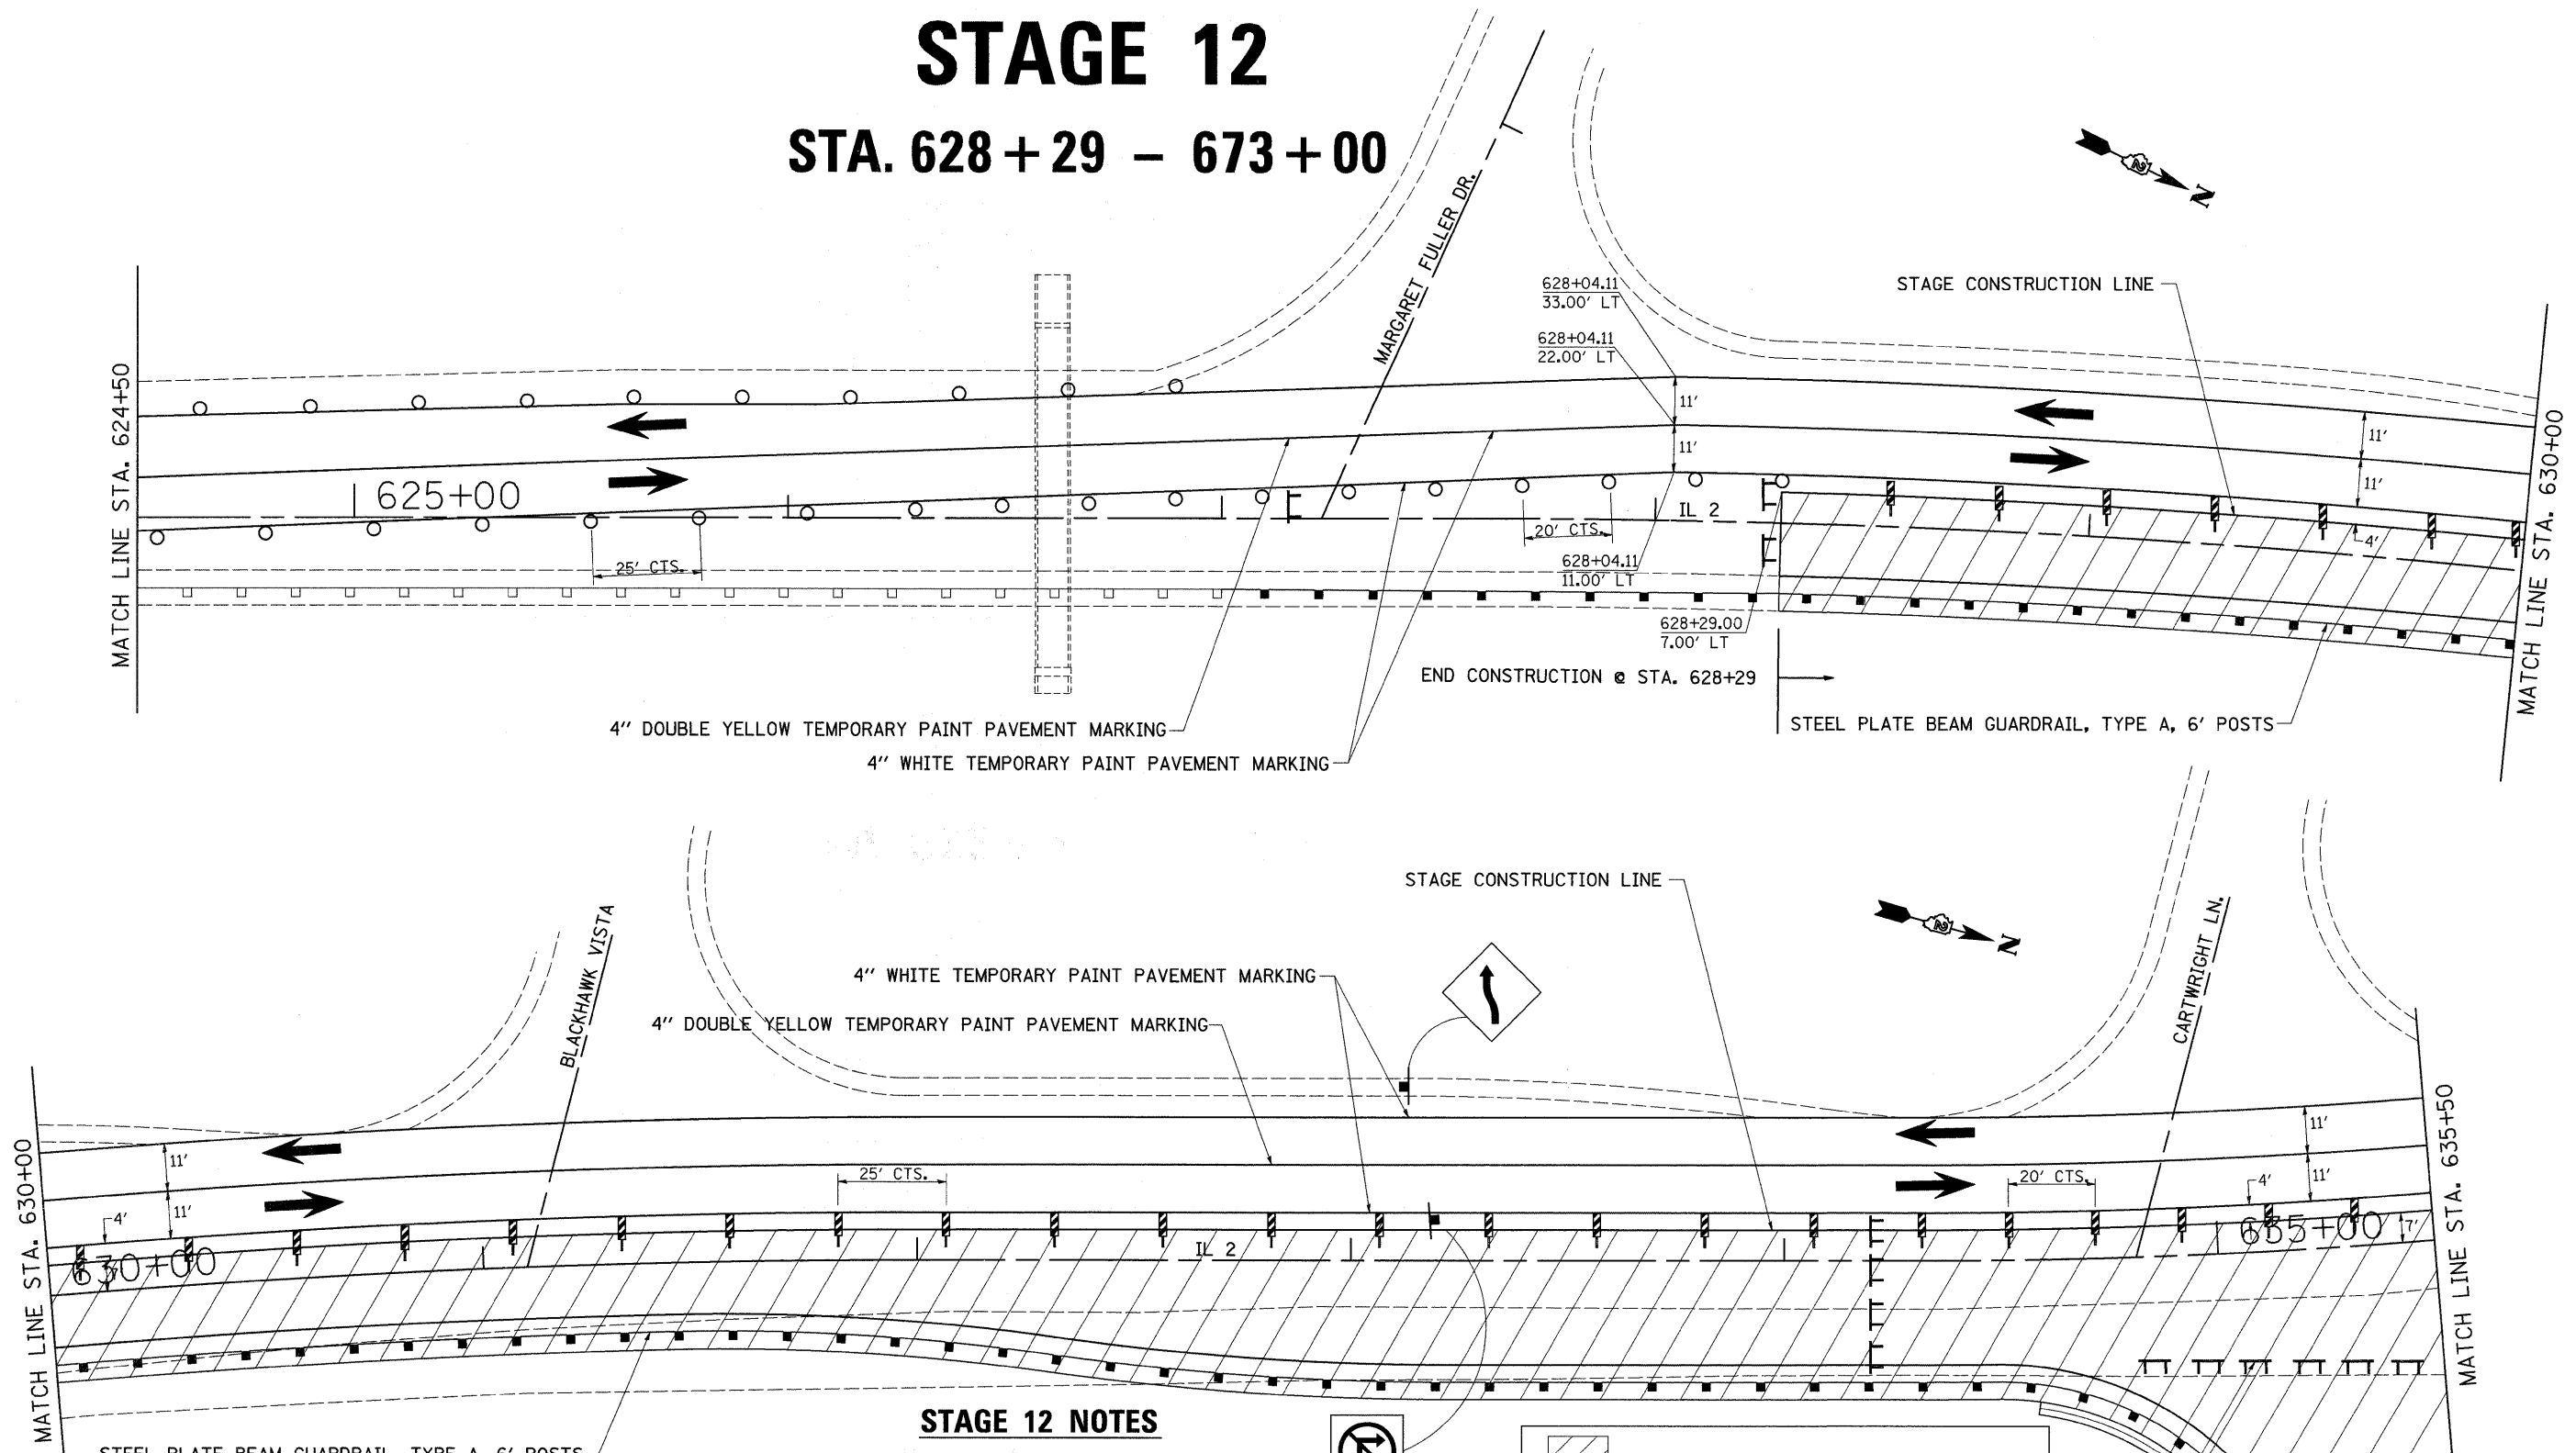 STAGE 12
STA. 628+29 – 673+00
N
MARGARET FULLER DR.
628+04.11
33.00' LT
628+04.11
22.00' LT
STAGE CONSTRUCTION LINE
MATCH LINE STA. 624+50
625+00
11'
11'
IL 2
11'
11'
4'
MATCH LINE STA. 630+00
25' CTS.
20' CTS.
628+04.11
11.00' LT
628+29.00
7.00' LT
END CONSTRUCTION @ STA. 628+29
4" DOUBLE YELLOW TEMPORARY PAINT PAVEMENT MARKING
STEEL PLATE BEAM GUARDRAIL, TYPE A, 6' POSTS
4" WHITE TEMPORARY PAINT PAVEMENT MARKING
STAGE CONSTRUCTION LINE
N
BLACKHAWK VISTA
CARTWRIGHT LN.
4" WHITE TEMPORARY PAINT PAVEMENT MARKING
4" DOUBLE YELLOW TEMPORARY PAINT PAVEMENT MARKING
MATCH LINE STA. 630+00
11'
11'
4'
630+00
25' CTS.
IL 2
20' CTS.
11'
11'
4'
635+00
7'
MATCH LINE STA. 635+50
STAGE 12 NOTES
STEEL PLATE BEAM GUARDRAIL, TYPE A, 6' POSTS